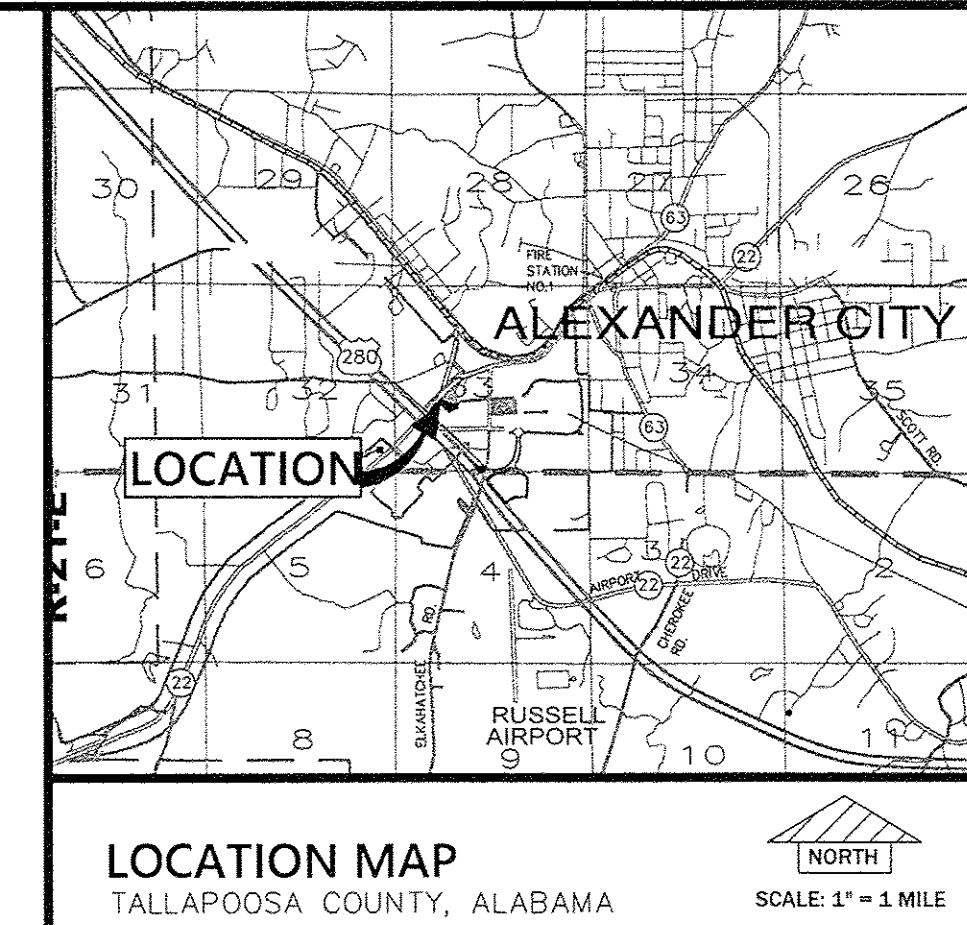 30
29
28
27
26
63
22
FIRE
STATION
NO.1
ALEXANDER CITY
280
31
32
33
34
35
63
SCOTT RD.
LOCATION
R-21-E
6
5
4
3
2
22
AIRPORT 22 DRIVE
CHEROKEE
RD.
ELKAHATCHEE RD.
22
RUSSELL
AIRPORT
8
9
10
11
LOCATION MAP
TALLAPOOSA COUNTY, ALABAMA
NORTH
SCALE: 1" = 1 MILE